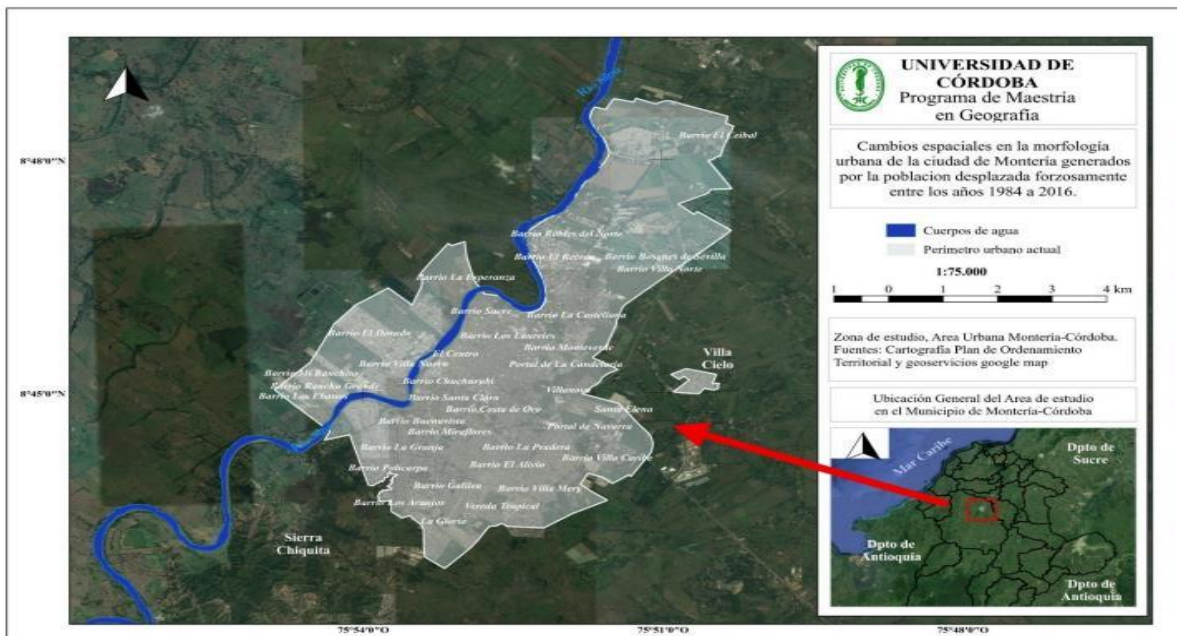 8°48'0"N
8°45'0"N
75°54'0"O
75°51'0"O
75°48'0"O
Barrio El Ceibal
Barrio Robles del Norte
Barrio El Recreo
Barrio Bosques de Sevilla
Barrio Villa Norte
Barrio La Esperanza
Barrio Sucre
Barrio La Castellana
Barrio El Dorado
Barrio Los Laureles
El Centro
Barrio Monteverde
Barrio Villa Nueva
Portal de La Candelaria
Villa
Cielo
Barrio Mi Ranchito
Barrio Rancho Grande
Barrio Chuchurubi
Villanova
Barrio Los Ebanos
Barrio Santa Clara
Barrio Costa de Oro
Santa Elena
Barrio Buenavista
Barrio Miraflores
Portal de Navarra
Barrio La Granja
Barrio La Pradera
Barrio Villa Caribe
Barrio Policarpa
Barrio El Alivio
Barrio Galilea
Barrio Villa Mery
Barrio Los Araujos
Vereda Tropical
La Gloria
Sierra
Chiquita
UNIVERSIDAD DE
CÓRDOBA
Programa de Maestría
en Geografía
Cambios espaciales en la morfología
urbana de la ciudad de Montería generados
por la poblacion desplazada forzosamente
entre los años 1984 a 2016.
Cuerpos de agua
Perímetro urbano actual
1:75.000
1 0 1 2 3 4 km
Zona de estudio, Area Urbana Montería-Córdoba.
Fuentes: Cartografía Plan de Ordenamiento
Territorial y geoservicios google map
Ubicación General del Area de estudio
en el Municipio de Montería-Córdoba
Mar Caribe
Dpto de
Sucre
Dpto de
Antioquia
Dpto de
Antioquia